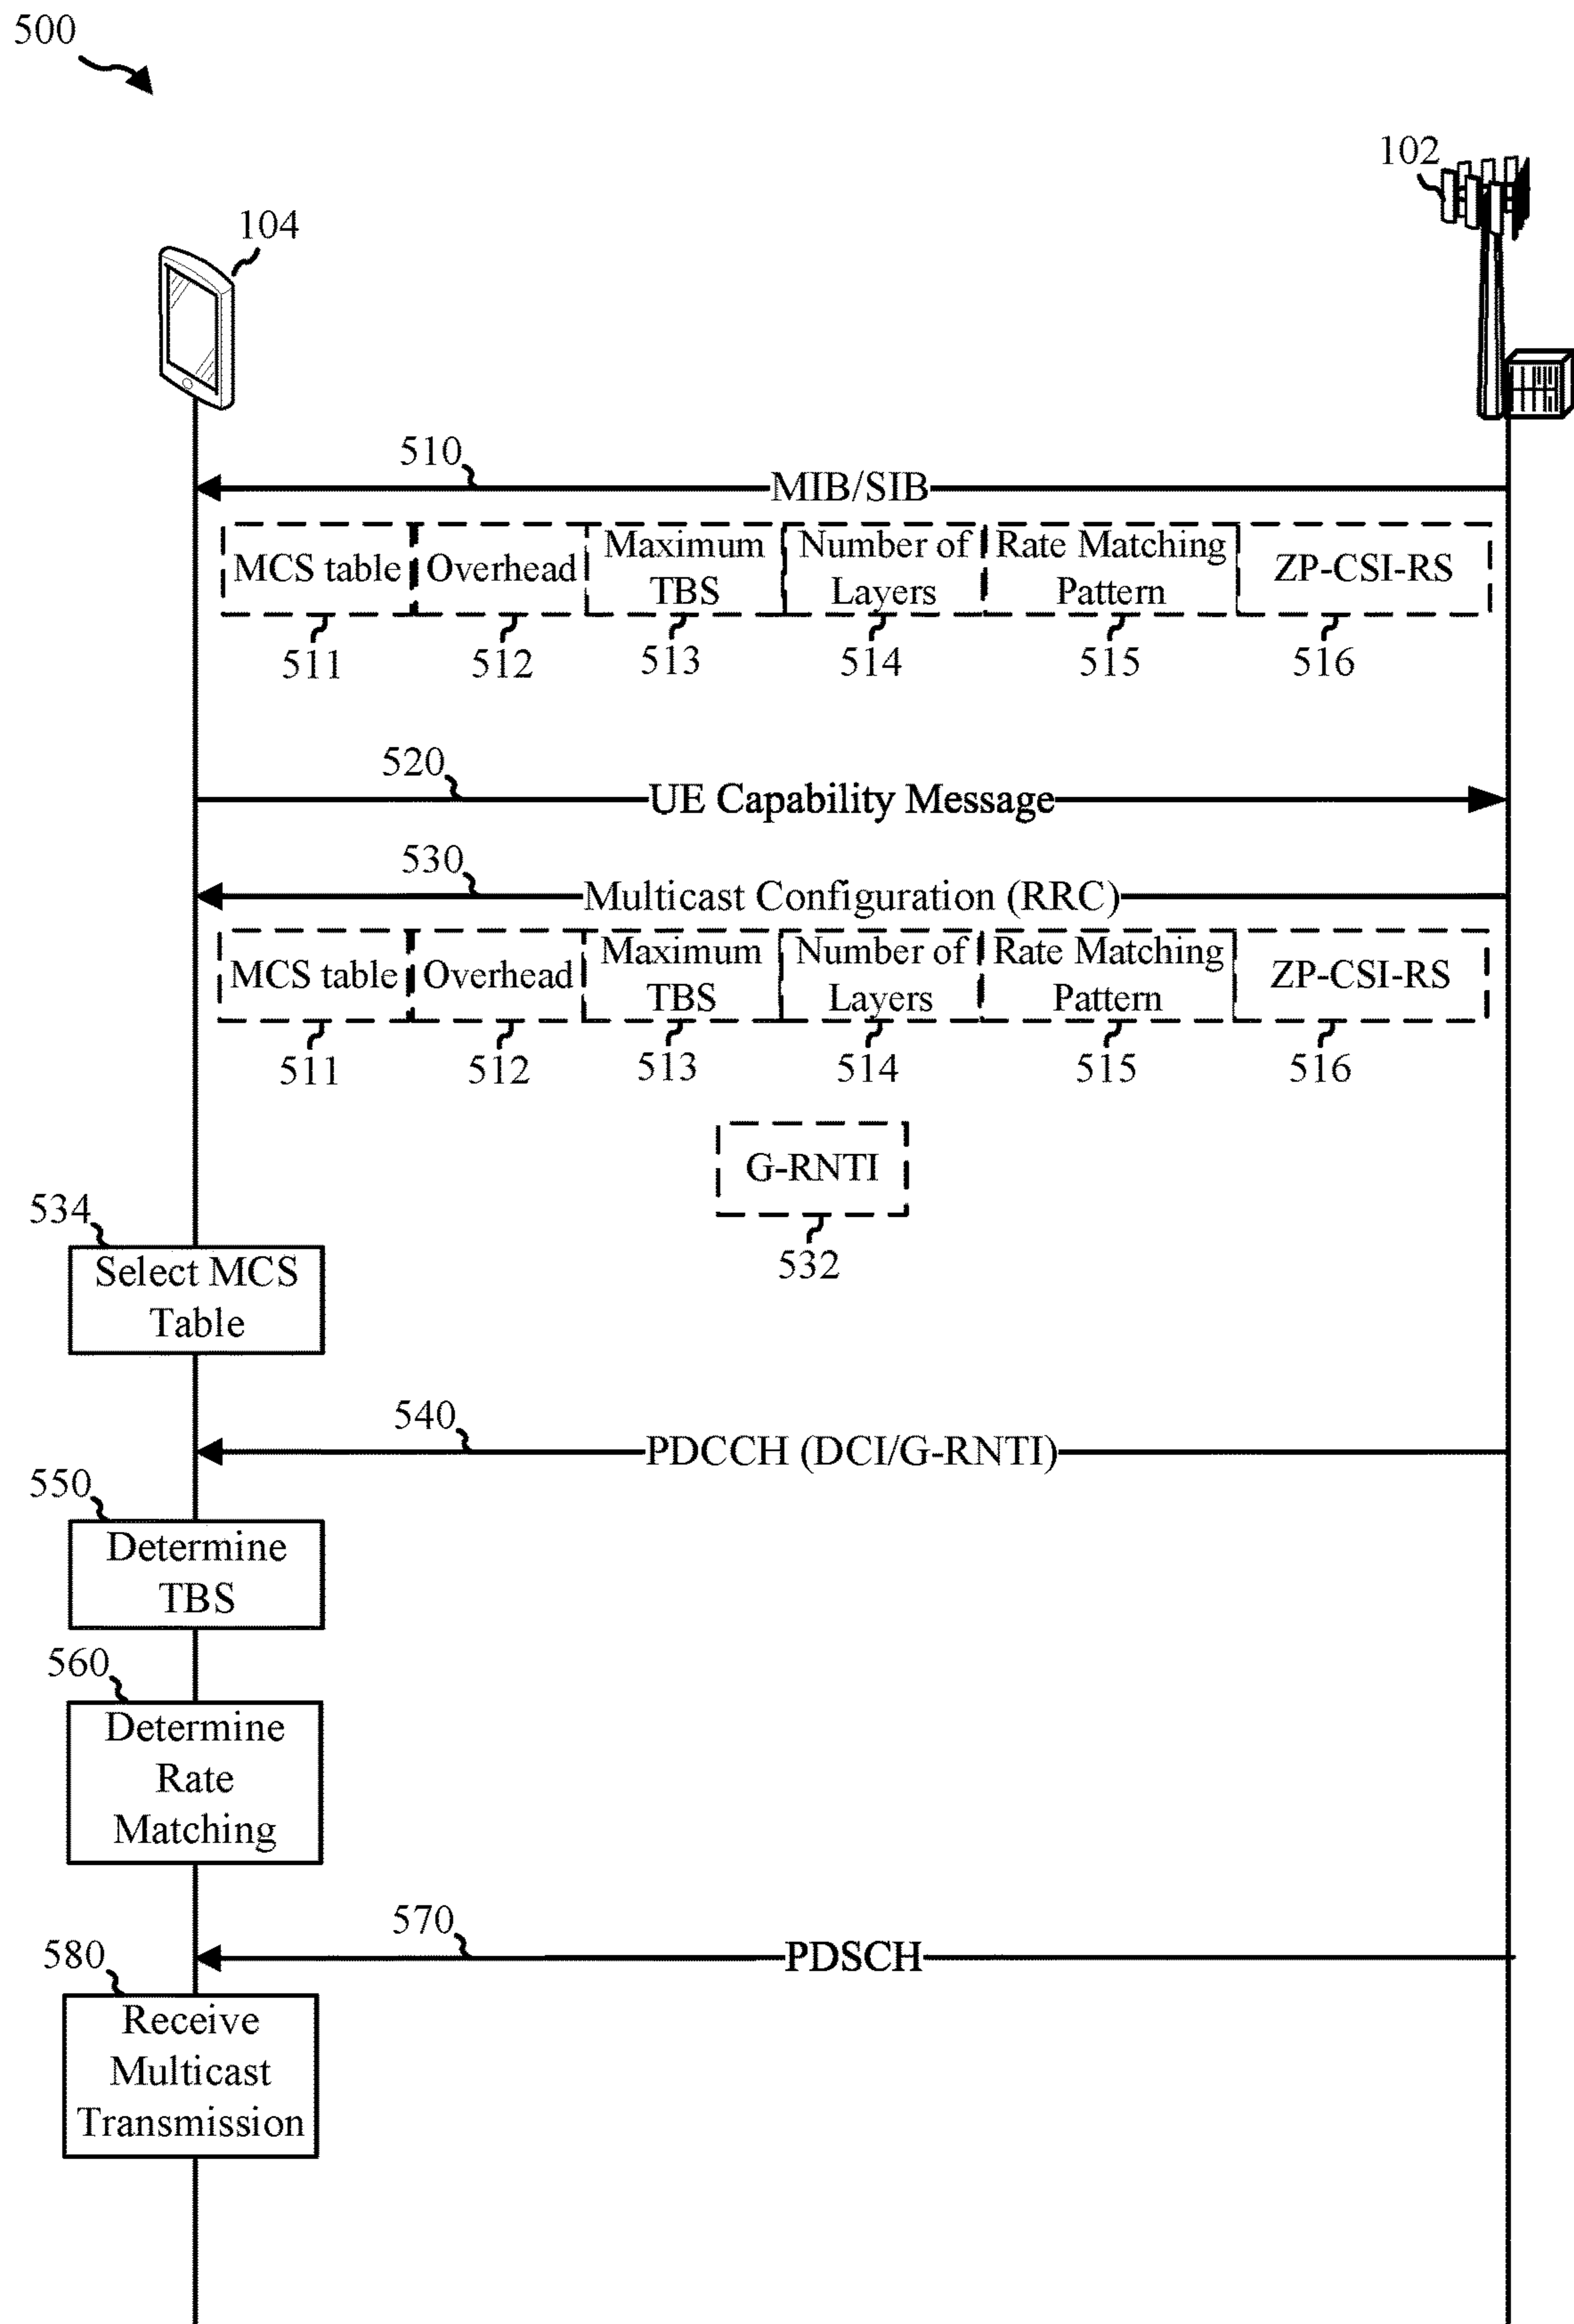 500
102
104
510
MIB/SIB
MCS table Overhead Maximum TBS Number of Layers Rate Matching Pattern ZP-CSI-RS
511 512 513 514 515 516
520
UE Capability Message
530
Multicast Configuration (RRC)
MCS table Overhead Maximum TBS Number of Layers Rate Matching Pattern ZP-CSI-RS
511 512 513 514 515 516
G-RNTI
532
534
Select MCS
Table
540
PDCCH (DCI/G-RNTI)
550
Determine
TBS
560
Determine
Rate
Matching
570
PDSCH
580
Receive
Multicast
Transmission